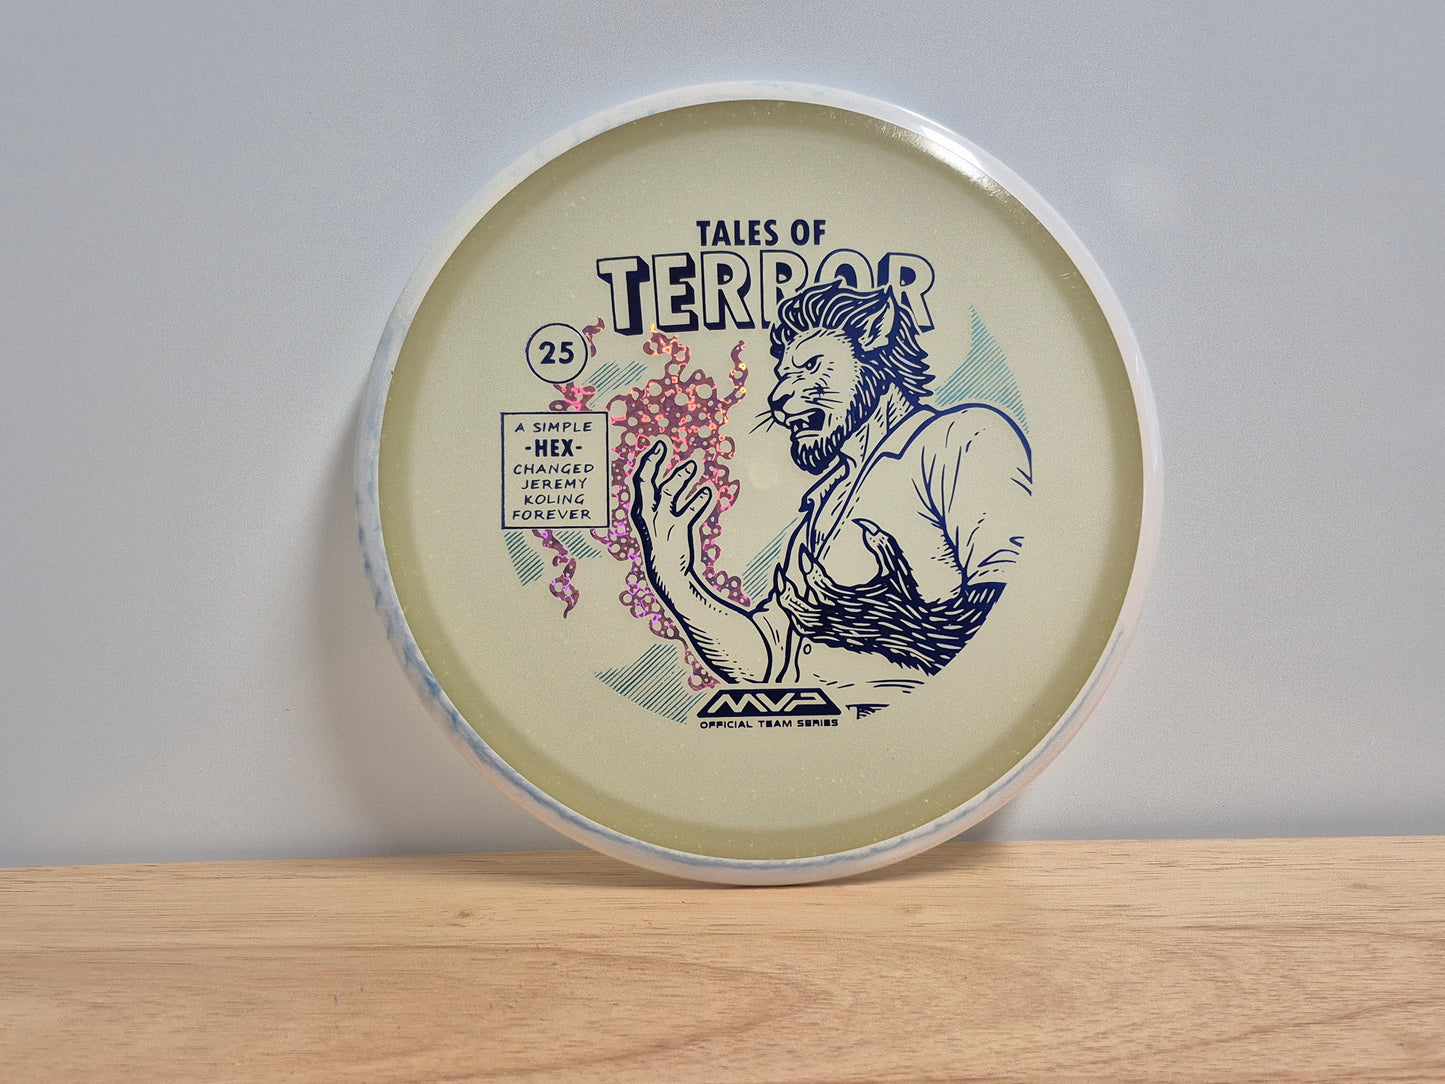 TALES OF
TERROR
25
A SIMPLE
-HEX-
CHANGED
JEREMY
KOLING
FOREVER
MVP
OFFICIAL TEAM SERIES